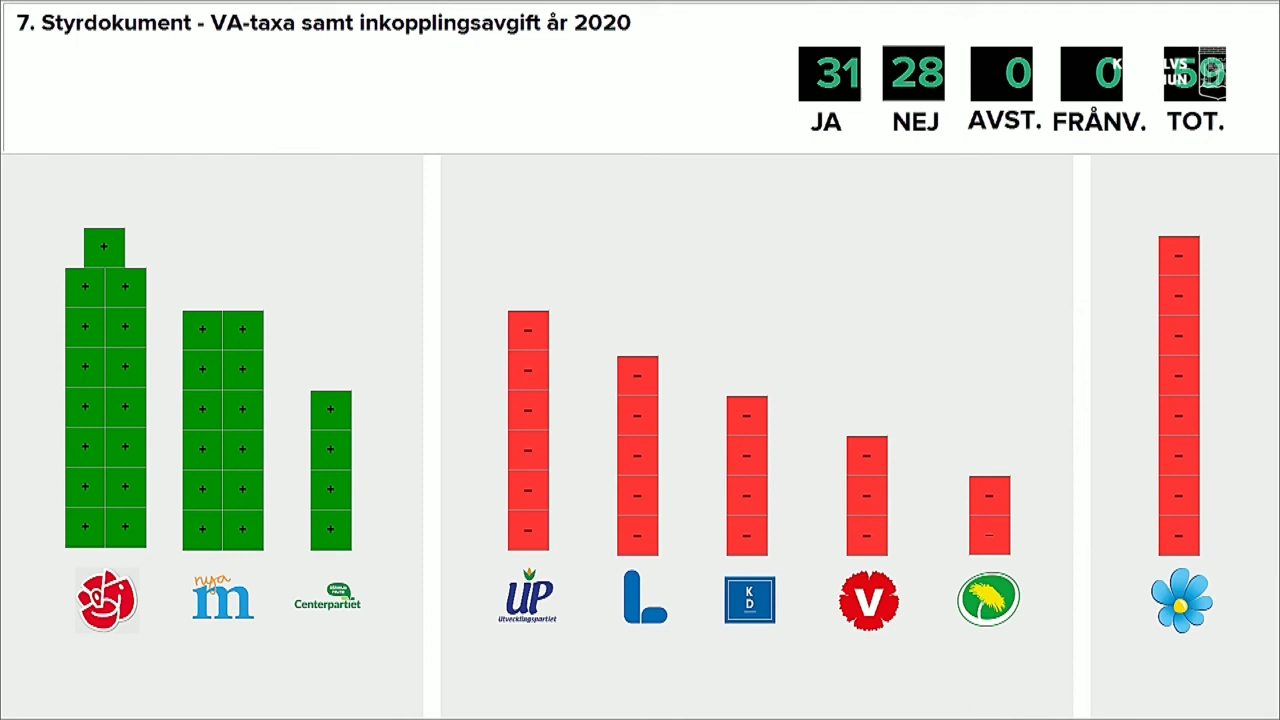 7. Styrdokument - VA-taxa samt inkopplingsavgift år 2020
31 28 0 0 59
JA NEJ AVST. FRÅNV. TOT.
nya
m
Centerpartiet
UP
Utvecklingspartiet
K
D
V